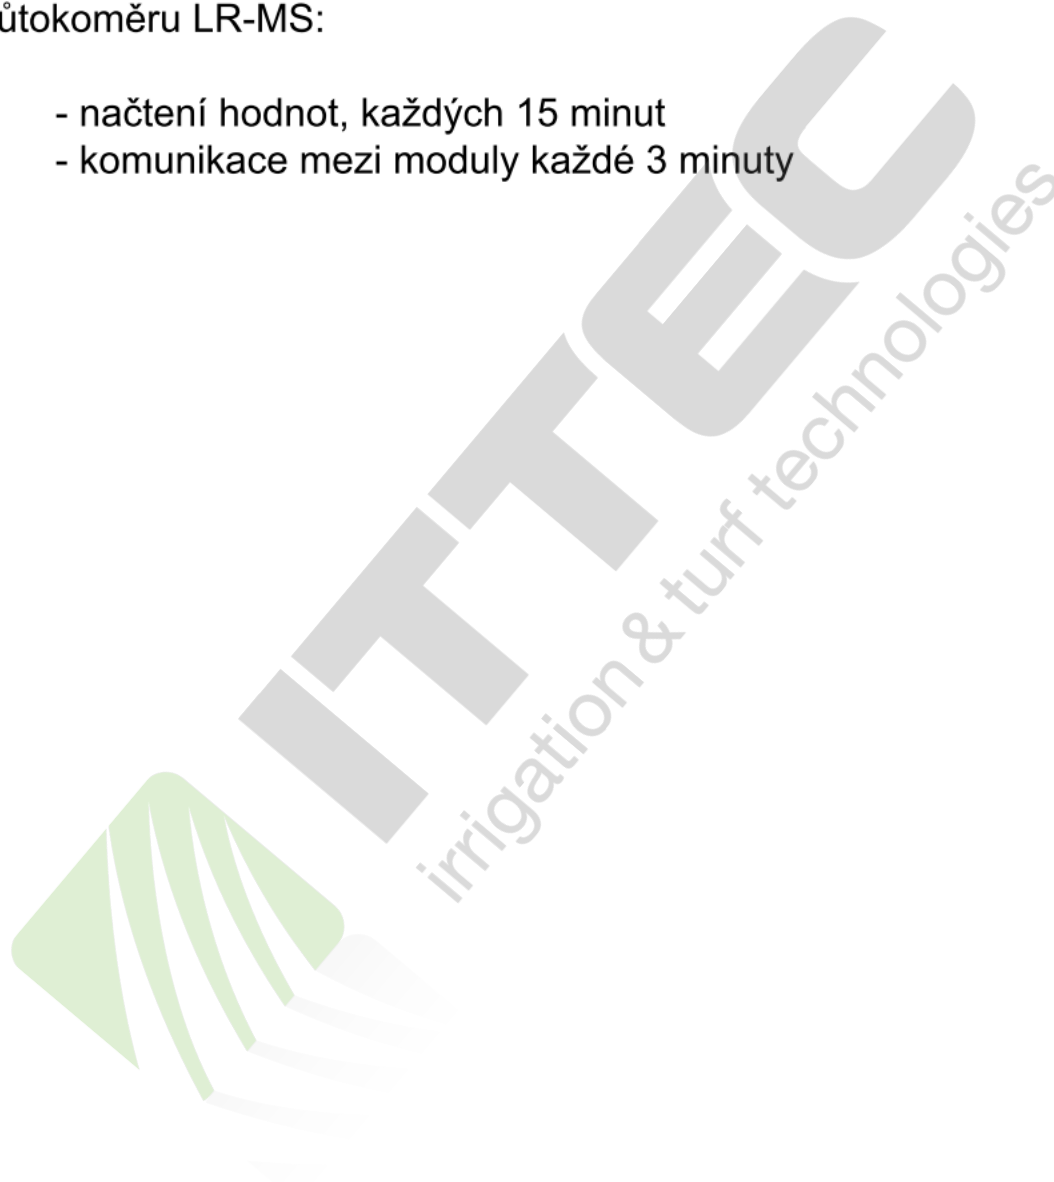 ůtokoměru LR-MS:
- načtení hodnot, každých 15 minut
- komunikace mezi moduly každé 3 minuty
ITTEC
irrigation & turf technologies